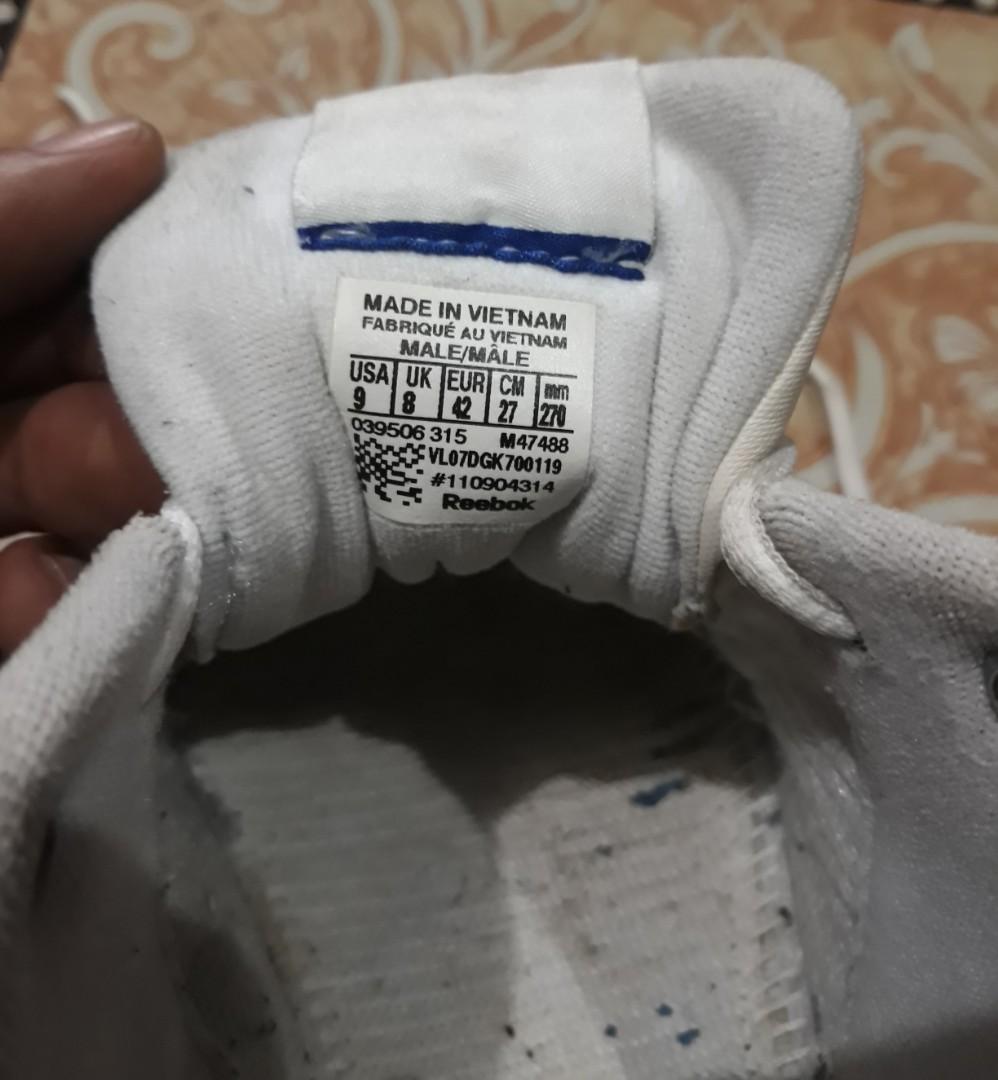 MADE IN VIETNAM
FABRIQUÉ AU VIETNAM
MALE/MÂLE
USA UK EUR CM mm
9 8 42 27 270
039506 315 M47488
VL07DGK700119
#110904314
Reebok